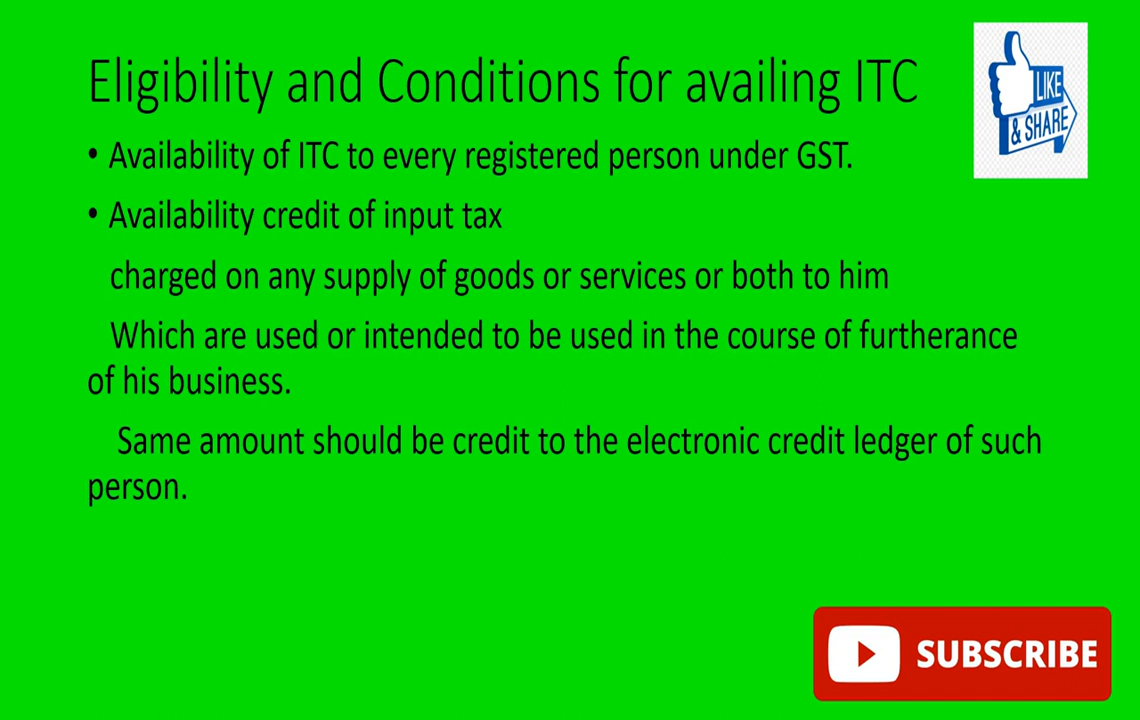 Eligibility and Conditions for availing ITC
LIKE
& SHARE
• Availability of ITC to every registered person under GST.
• Availability credit of input tax
charged on any supply of goods or services or both to him
Which are used or intended to be used in the course of furtherance
of his business.
Same amount should be credit to the electronic credit ledger of such
person.
SUBSCRIBE